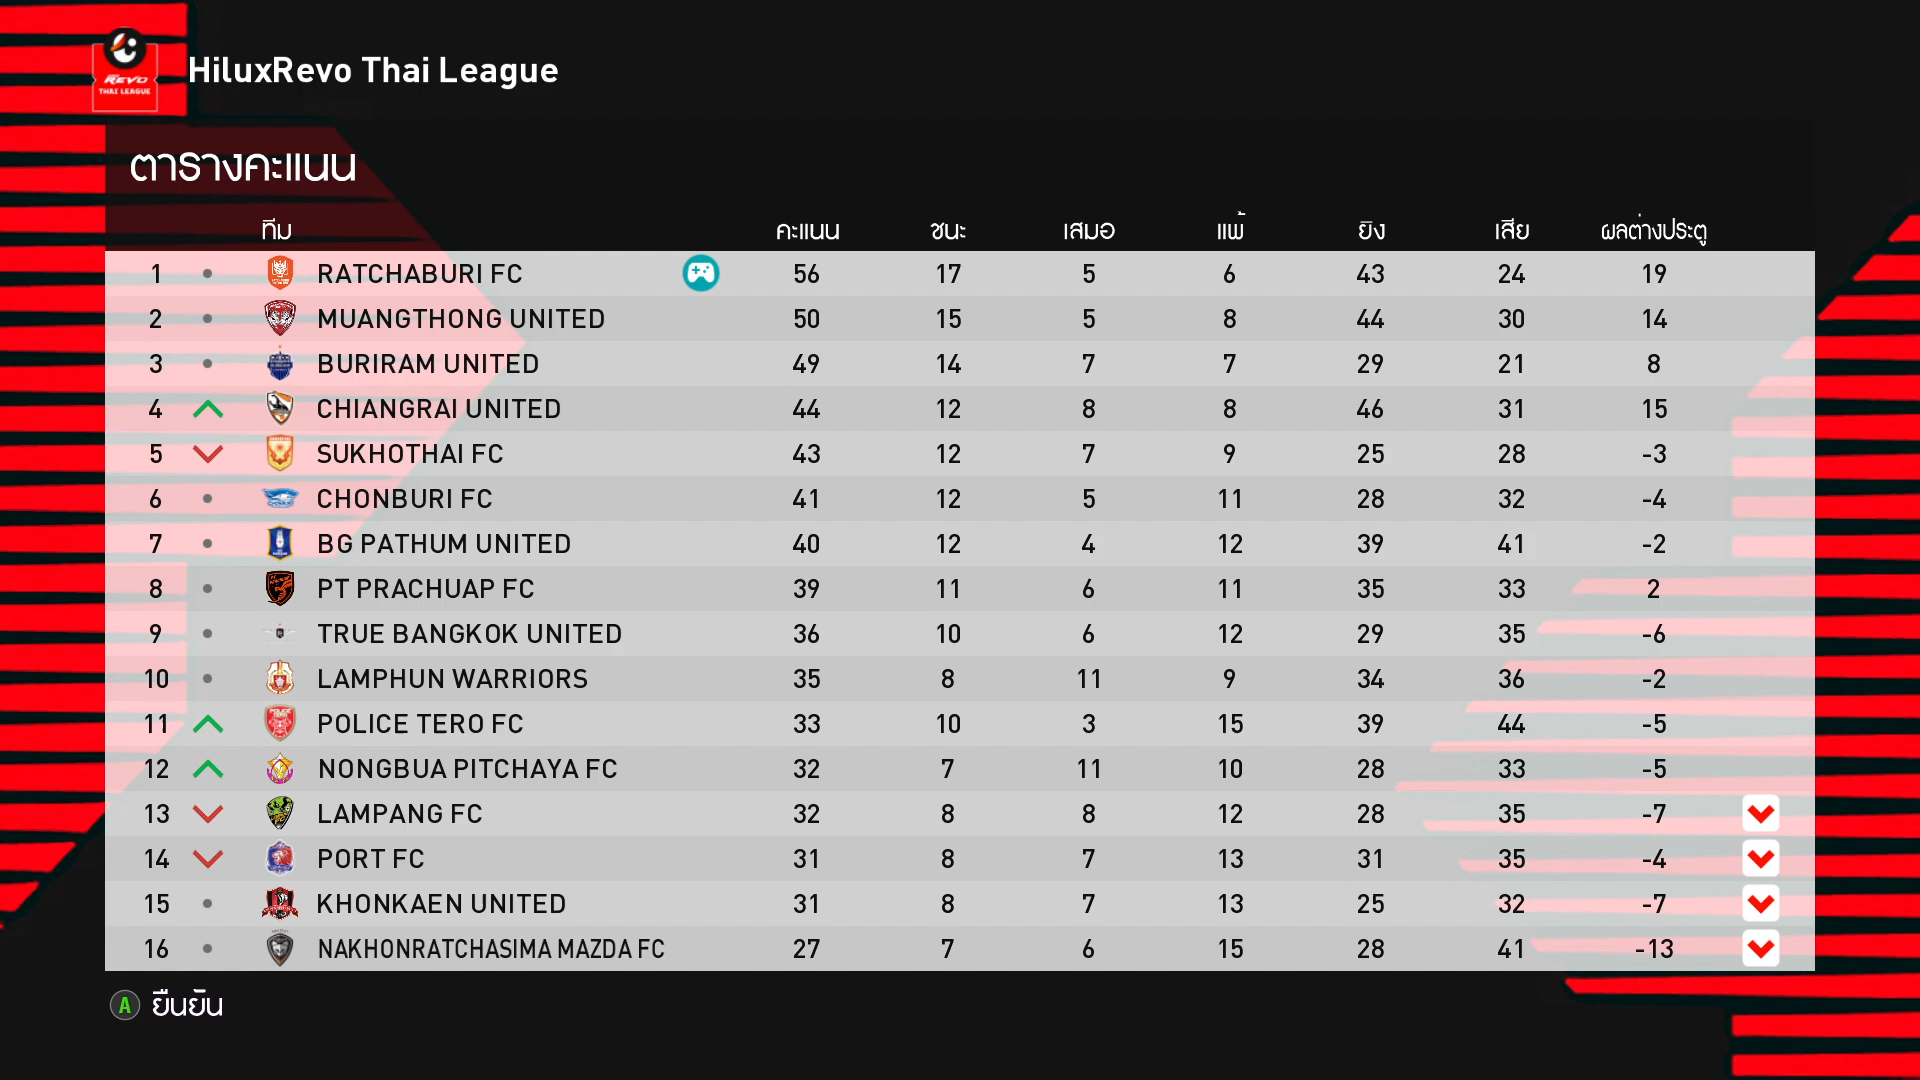 REVO
THAI LEAGUE
HiluxRevo Thai League
ตารางคะแนน
ทีม คะแนน ชนะ เสมอ แพ้ ยิง เสีย ผลต่างประตู
1 RATCHABURI FC 56 17 5 6 43 24 19
2 MUANGTHONG UNITED 50 15 5 8 44 30 14
3 BURIRAM UNITED 49 14 7 7 29 21 8
4 CHIANGRAI UNITED 44 12 8 8 46 31 15
5 SUKHOTHAI FC 43 12 7 9 25 28 -3
6 CHONBURI FC 41 12 5 11 28 32 -4
7 BG PATHUM UNITED 40 12 4 12 39 41 -2
8 PT PRACHUAP FC 39 11 6 11 35 33 2
9 TRUE BANGKOK UNITED 36 10 6 12 29 35 -6
10 LAMPHUN WARRIORS 35 8 11 9 34 36 -2
11 POLICE TERO FC 33 10 3 15 39 44 -5
12 NONGBUA PITCHAYA FC 32 7 11 10 28 33 -5
13 LAMPANG FC 32 8 8 12 28 35 -7
14 PORT FC 31 8 7 13 31 35 -4
15 KHONKAEN UNITED 31 8 7 13 25 32 -7
16 NAKHONRATCHASIMA MAZDA FC 27 7 6 15 28 41 -13
A ยืนยัน